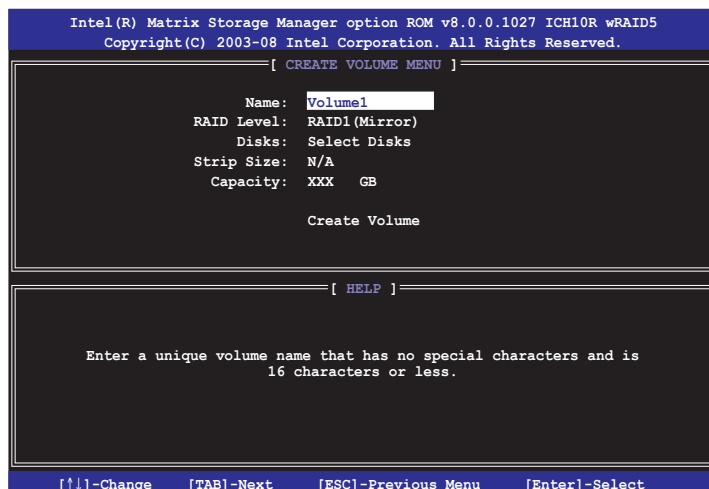 Intel(R) Matrix Storage Manager option ROM v8.0.0.1027 ICH10R wRAID5
Copyright(C) 2003-08 Intel Corporation. All Rights Reserved.
[ CREATE VOLUME MENU ]
Name: Volume1
RAID Level: RAID1(Mirror)
Disks: Select Disks
Strip Size: N/A
Capacity: XXX GB
Create Volume
[ HELP ]
Enter a unique volume name that has no special characters and is
16 characters or less.
[↑↓]-Change [TAB]-Next [ESC]-Previous Menu [Enter]-Select